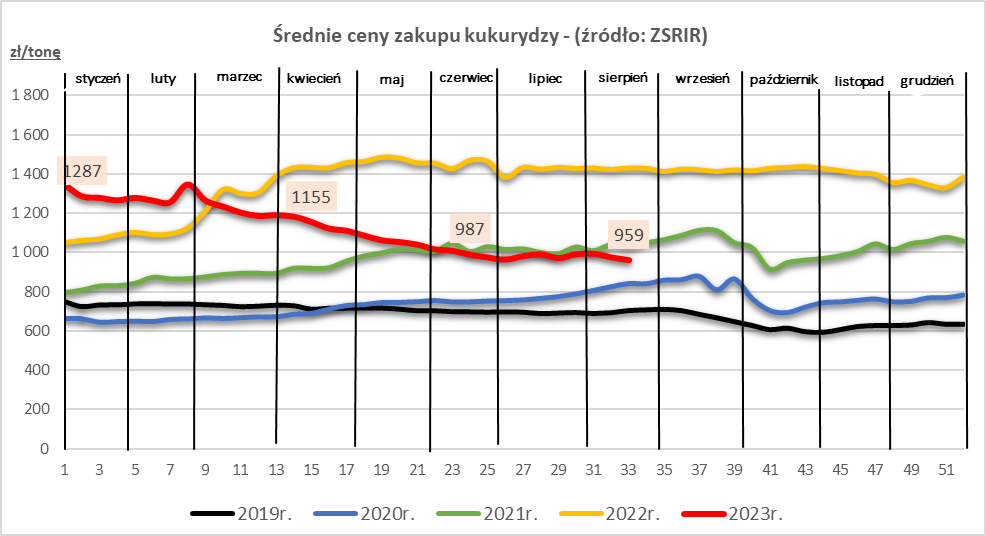 Średnie ceny zakupu kukurydzy - (źródło: ZSRIR)
zł/tonę
styczeń luty marzec kwiecień maj czerwiec lipiec sierpień wrzesień październik listopad grudzień
1 800
1 600
1 400
1 200
1 000
800
600
400
200
0
1287
1155
987
959
1 3 5 7 9 11 13 15 17 19 21 23 25 27 29 31 33 35 37 39 41 43 45 47 49 51
2019r. 2020r. 2021r. 2022r. 2023r.